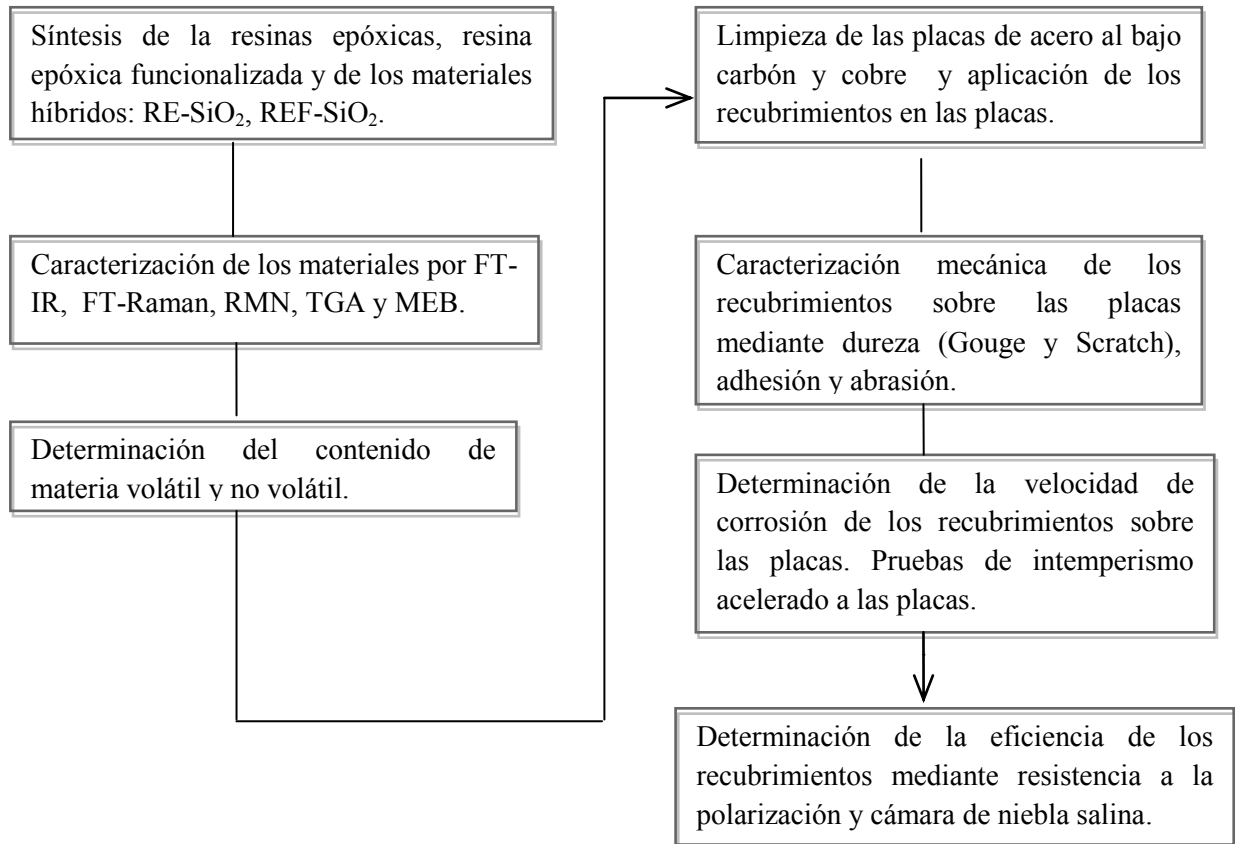 Síntesis de la resinas epóxicas, resina
epóxica funcionalizada y de los materiales
híbridos: RE-SiO₂, REF-SiO₂.
Caracterización de los materiales por FT-
IR, FT-Raman, RMN, TGA y MEB.
Determinación del contenido de
materia volátil y no volátil.
Limpieza de las placas de acero al bajo
carbón y cobre y aplicación de los
recubrimientos en las placas.
Caracterización mecánica de los
recubrimientos sobre las placas
mediante dureza (Gouge y Scratch),
adhesión y abrasión.
Determinación de la velocidad de
corrosión de los recubrimientos sobre
las placas. Pruebas de intemperismo
acelerado a las placas.
Determinación de la eficiencia de los
recubrimientos mediante resistencia a la
polarización y cámara de niebla salina.